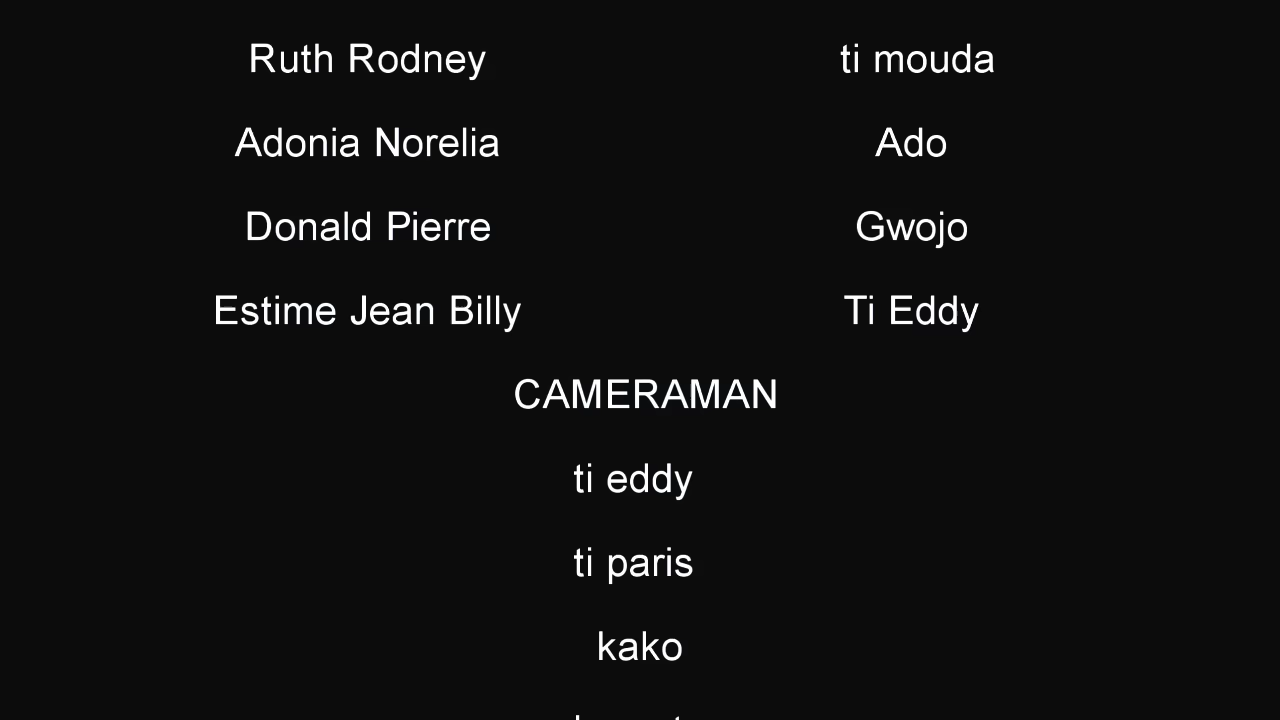 Ruth Rodney ti mouda
Adonia Norelia Ado
Donald Pierre Gwojo
Estime Jean Billy Ti Eddy
CAMERAMAN
ti eddy
ti paris
kako